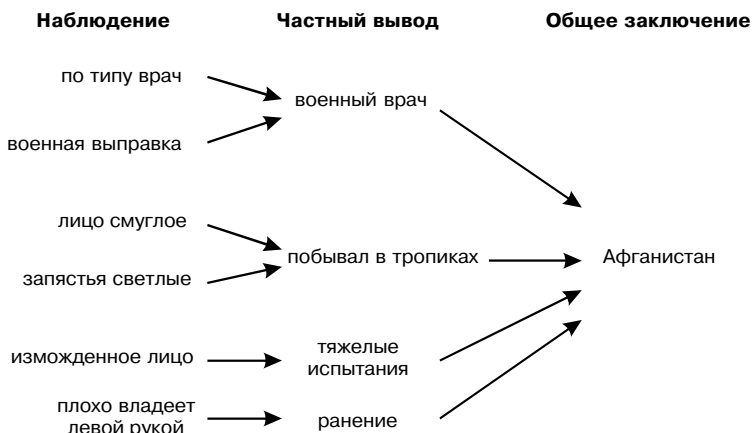 Наблюдение Частный вывод Общее заключение
по типу врач
военный врач
военная выправка
лицо смуглое
побывал в тропиках
Афганистан
запястья светлые
изможденное лицо
тяжелые
испытания
плохо владеет
левой рукой
ранение